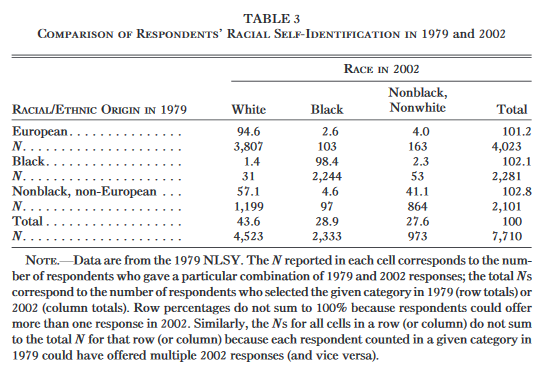 TABLE 3
COMPARISON OF RESPONDENTS' RACIAL SELF-IDENTIFICATION IN 1979 and 2002
RACE IN 2002
RACIAL/ETHNIC ORIGIN IN 1979 White Black Nonblack, Nonwhite Total
European . . . . . . . . . . . . . . . 94.6 2.6 4.0 101.2
N. . . . . . . . . . . . . . . . . . . . . 3,807 103 163 4,023
Black . . . . . . . . . . . . . . . . . . 1.4 98.4 2.3 102.1
N. . . . . . . . . . . . . . . . . . . . . 31 2,244 53 2,281
Nonblack, non-European . . . 57.1 4.6 41.1 102.8
N. . . . . . . . . . . . . . . . . . . . . 1,199 97 864 2,101
Total . . . . . . . . . . . . . . . . . . 43.6 28.9 27.6 100
N. . . . . . . . . . . . . . . . . . . . . 4,523 2,333 973 7,710
NOTE.—Data are from the 1979 NLSY. The N reported in each cell corresponds to the num-
ber of respondents who gave a particular combination of 1979 and 2002 responses; the total Ns
correspond to the number of respondents who selected the given category in 1979 (row totals) or
2002 (column totals). Row percentages do not sum to 100% because respondents could offer
more than one response in 2002. Similarly, the Ns for all cells in a row (or column) do not sum
to the total N for that row (or column) because each respondent counted in a given category in
1979 could have offered multiple 2002 responses (and vice versa).